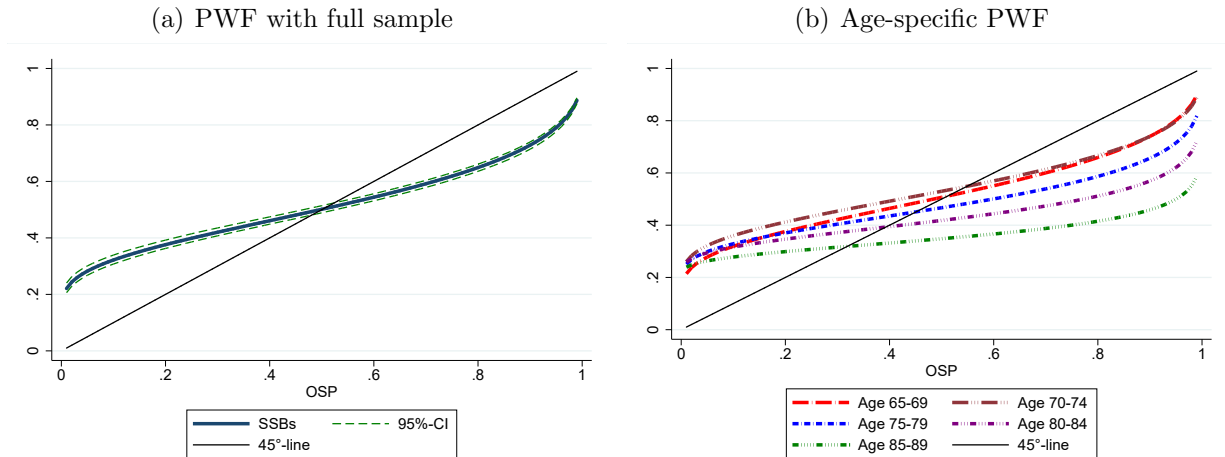 (a) PWF with full sample
(b) Age-specific PWF
1
.8
.6
.4
.2
0
0 .2 .4 .6 .8 1
OSP
SSBs 95%-CI
45°-line
1
.8
.6
.4
.2
0
0 .2 .4 .6 .8 1
OSP
Age 65-69 Age 70-74
Age 75-79 Age 80-84
Age 85-89 45°-line